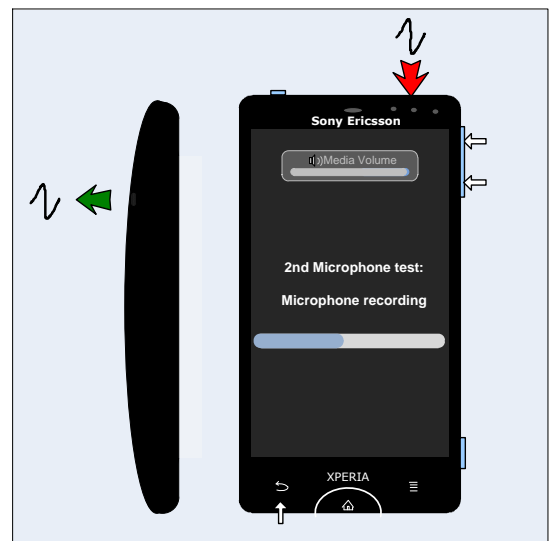 Sony Ericsson
Media Volume
2nd Microphone test:
Microphone recording
XPERIA